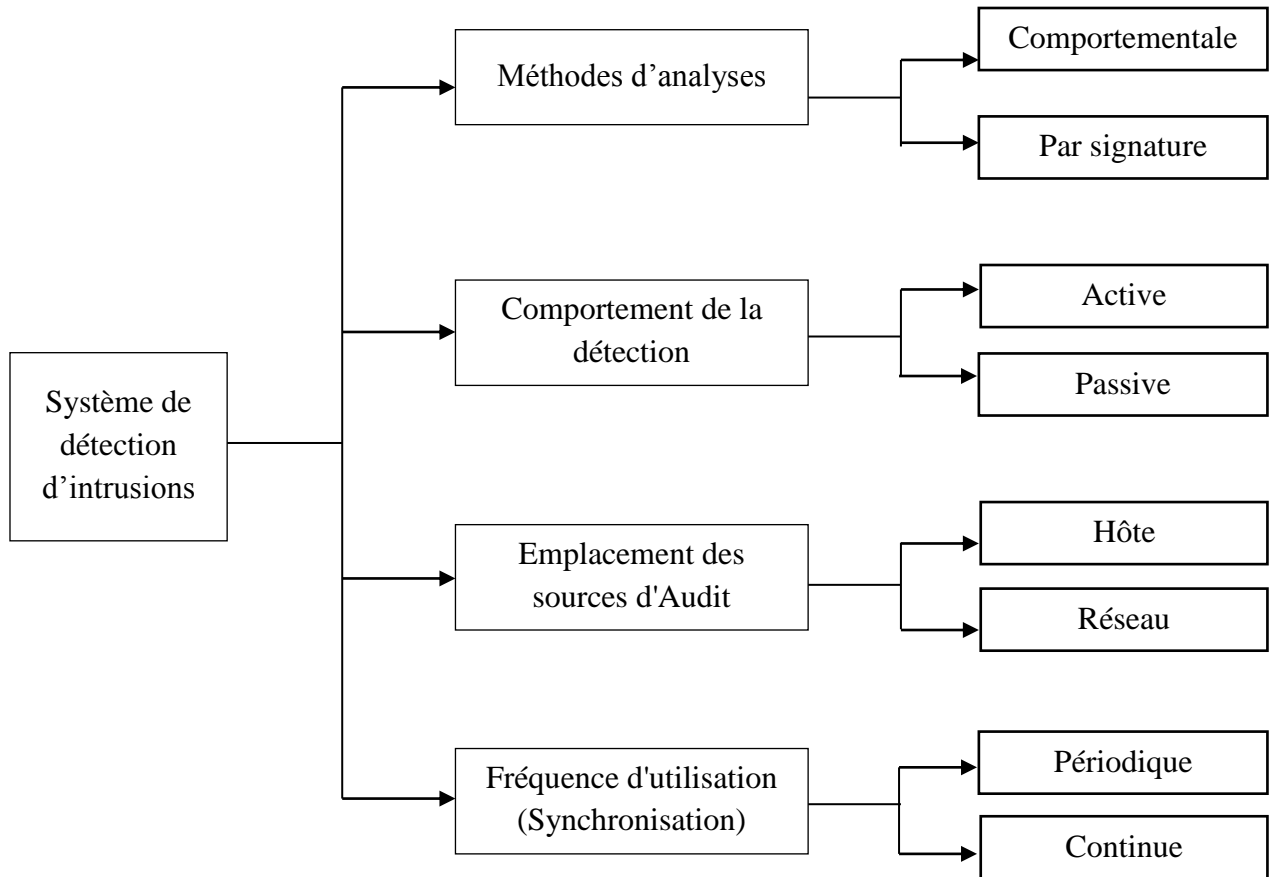 Système de
détection
d’intrusions
Méthodes d’analyses
Comportementale
Par signature
Comportement de la
détection
Active
Passive
Emplacement des
sources d'Audit
Hôte
Réseau
Fréquence d'utilisation
(Synchronisation)
Périodique
Continue